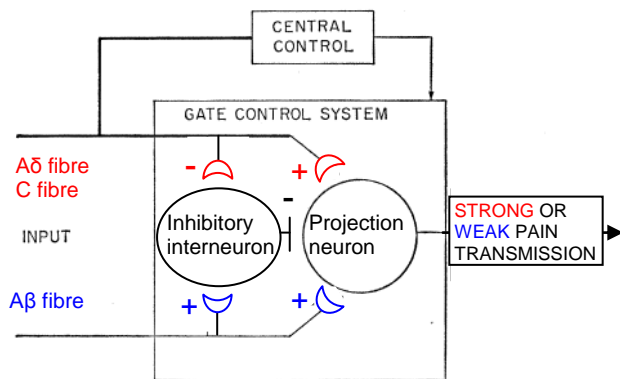 CENTRAL
CONTROL
GATE CONTROL SYSTEM
Aδ fibre
C fibre
-
+
-
INPUT
Inhibitory
interneuron
Projection
neuron
STRONG OR
WEAK PAIN
TRANSMISSION
Aβ fibre
+
+